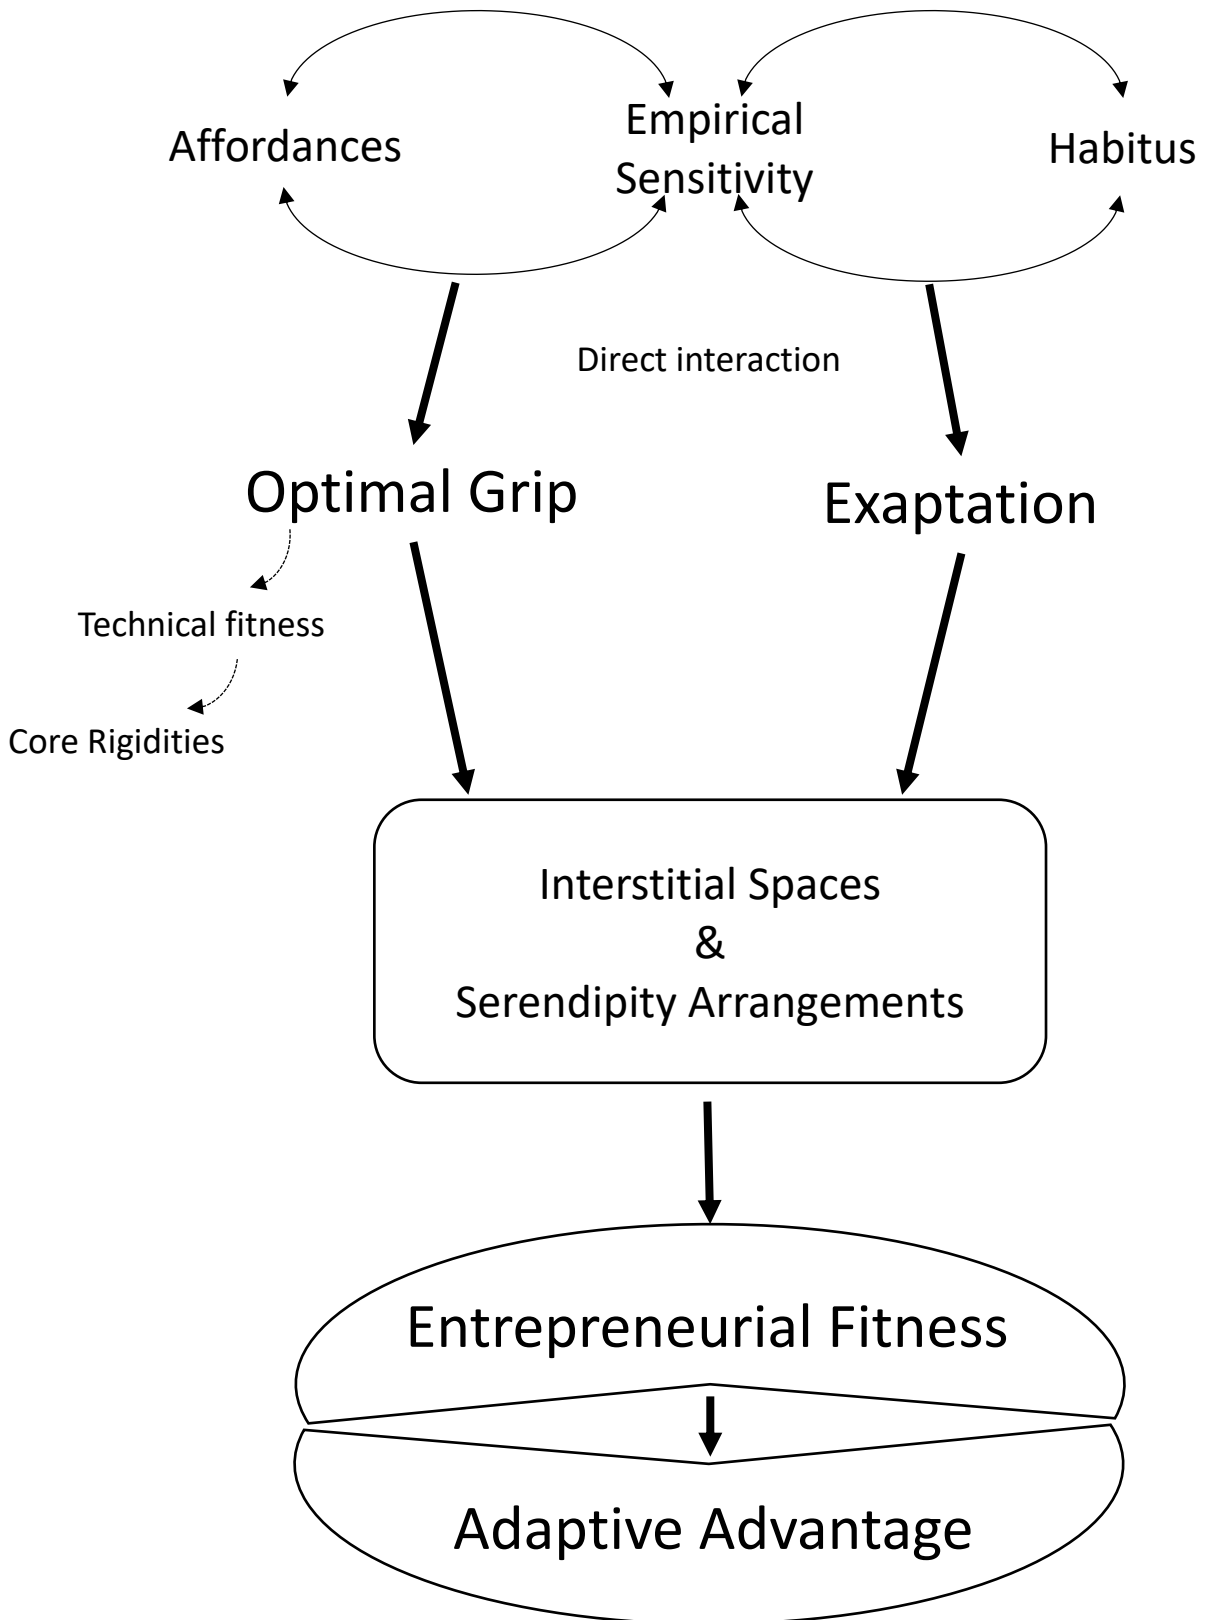 Affordances
Empirical
Sensitivity
Habitus
Direct interaction
Optimal Grip
Exaptation
Technical fitness
Core Rigidities
Interstitial Spaces
&
Serendipity Arrangements
Entrepreneurial Fitness
Adaptive Advantage